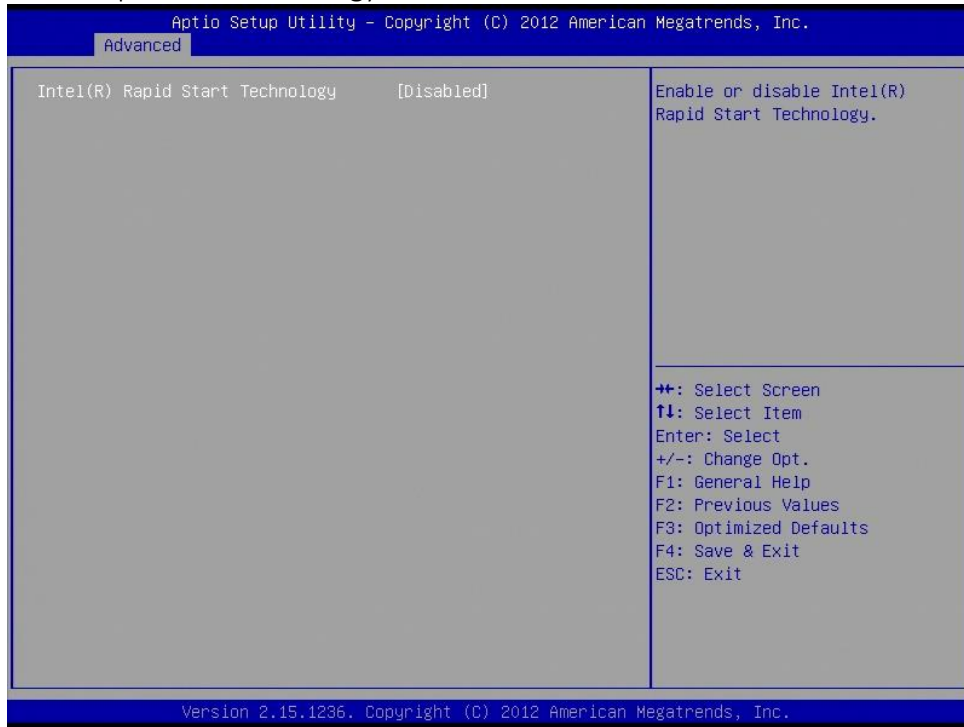 Aptio Setup Utility – Copyright (C) 2012 American Megatrends, Inc.
Advanced
Intel(R) Rapid Start Technology [Disabled]
Enable or disable Intel(R)
Rapid Start Technology.
→←: Select Screen
↑↓: Select Item
Enter: Select
+/-: Change Opt.
F1: General Help
F2: Previous Values
F3: Optimized Defaults
F4: Save & Exit
ESC: Exit
Version 2.15.1236. Copyright (C) 2012 American Megatrends, Inc.